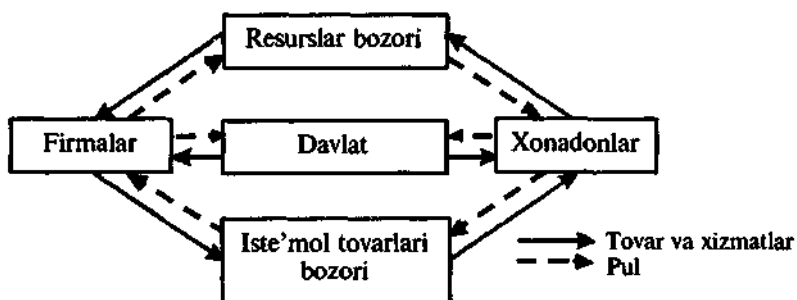 Resurslar bozori
Firmalar
Davlat
Xonadonlar
Iste’mol tovarlari
bozori
Tovar va xizmatlar
Pul